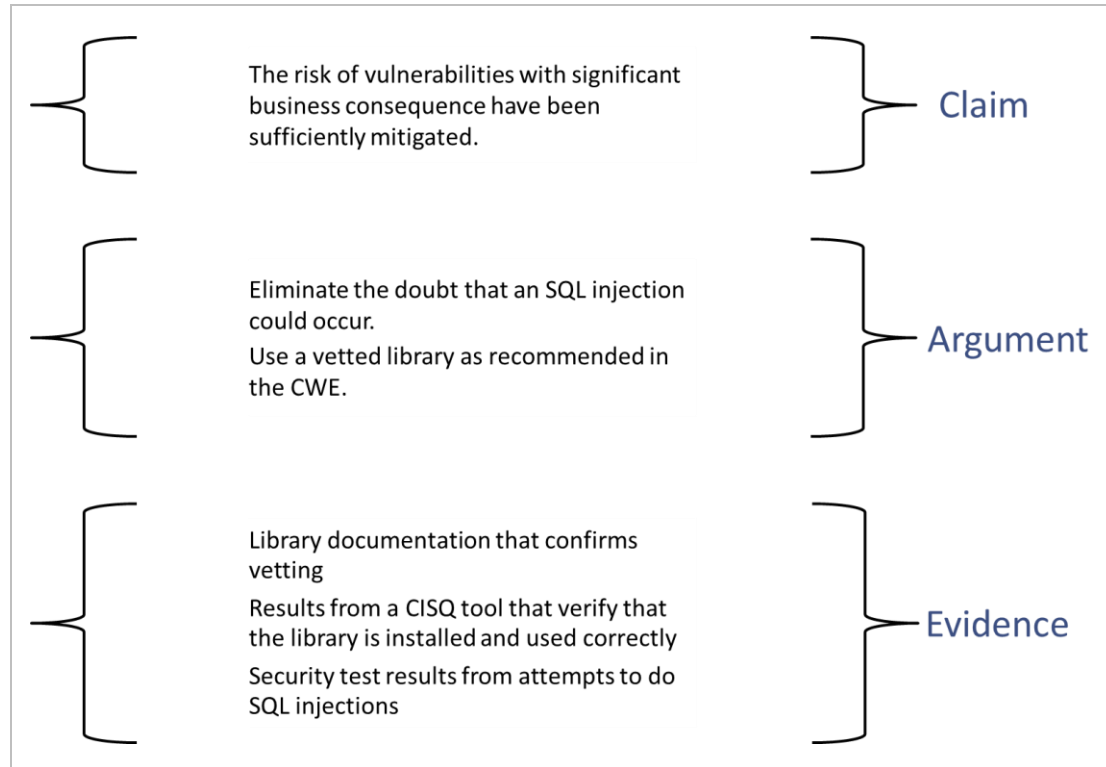 The risk of vulnerabilities with significant
business consequence have been
sufficiently mitigated.
Claim
Eliminate the doubt that an SQL injection
could occur.
Use a vetted library as recommended in
the CWE.
Argument
Library documentation that confirms
vetting
Results from a CISQ tool that verify that
the library is installed and used correctly
Security test results from attempts to do
SQL injections
Evidence